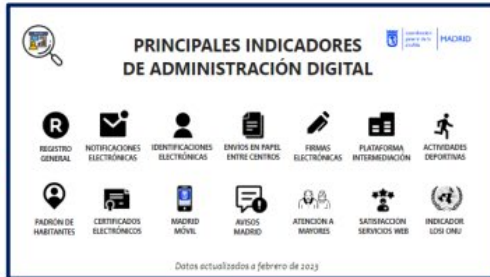 PRINCIPALES INDICADORES
DE ADMINISTRACIÓN DIGITAL
MADRID
R
REGISTRO
GENERAL
NOTIFICACIONES
ELECTRÓNICAS
IDENTIFICACIONES
ELECTRÓNICAS
ENVÍOS EN PAPEL
ENTRE CENTROS
FIRMAS
ELECTRÓNICAS
PLATAFORMA
INTERMEDIACIÓN
ACTIVIDADES
DEPORTIVAS
PADRÓN DE
HABITANTES
CERTIFICADOS
ELECTRÓNICOS
MADRID
MÓVIL
AVISOS
MADRID
ATENCIÓN A
MAYORES
SATISFACCIÓN
SERVICIOS WEB
INDICADOR
LOSI ONU
Datos actualizados a febrero de 2023